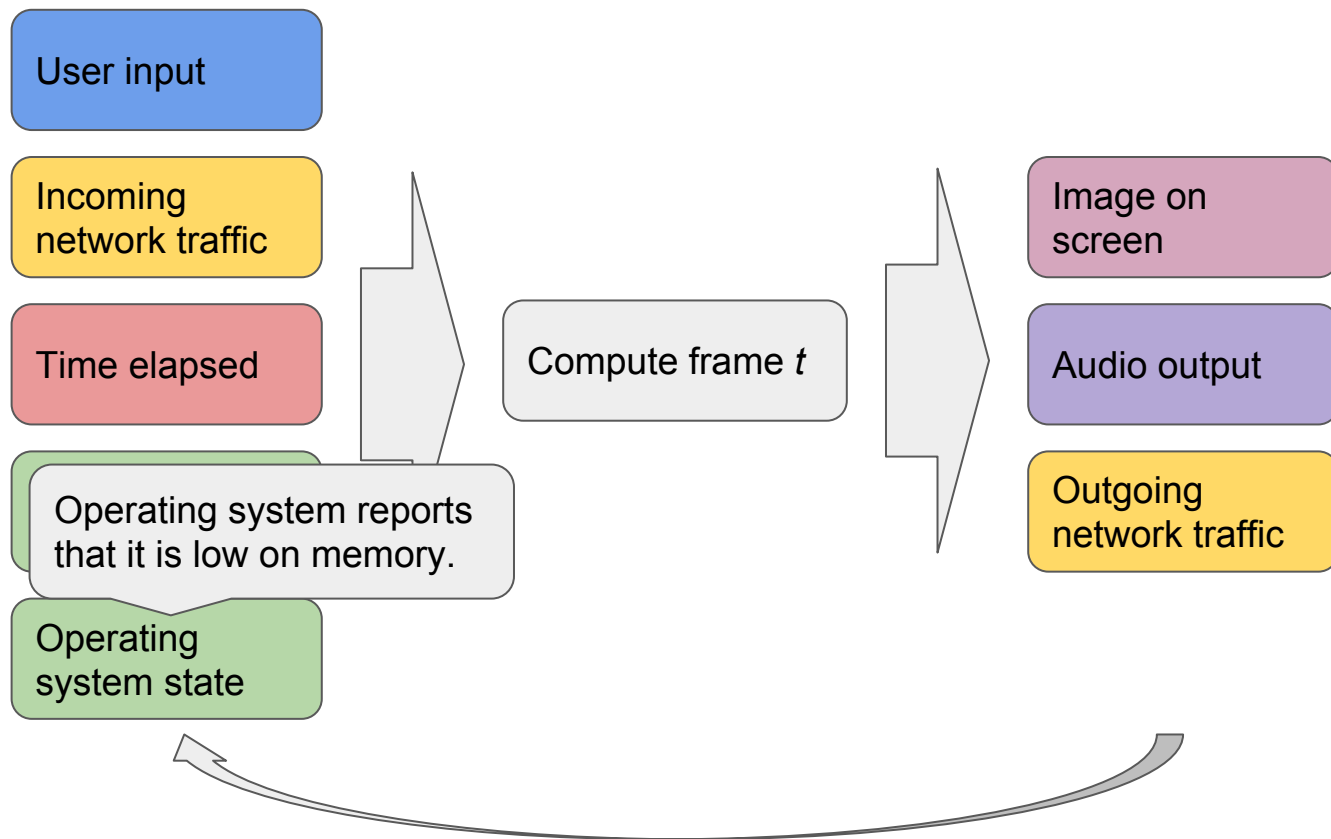 User input
Incoming
network traffic
Time elapsed
Operating system reports
that it is low on memory.
Operating
system state
Compute frame t
Image on
screen
Audio output
Outgoing
network traffic